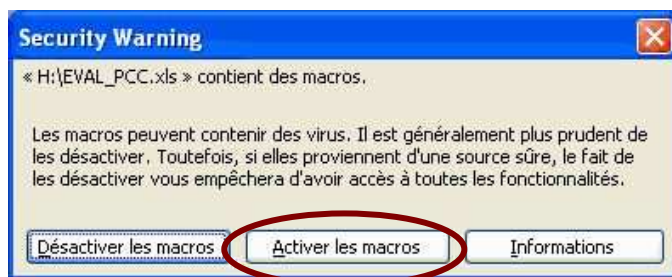 Security Warning
« H:\EVAL_PCC.xls » contient des macros.
Les macros peuvent contenir des virus. Il est généralement plus prudent de
les désactiver. Toutefois, si elles proviennent d'une source sûre, le fait de
les désactiver vous empêchera d'avoir accès à toutes les fonctionnalités.
Désactiver les macros Activer les macros Informations